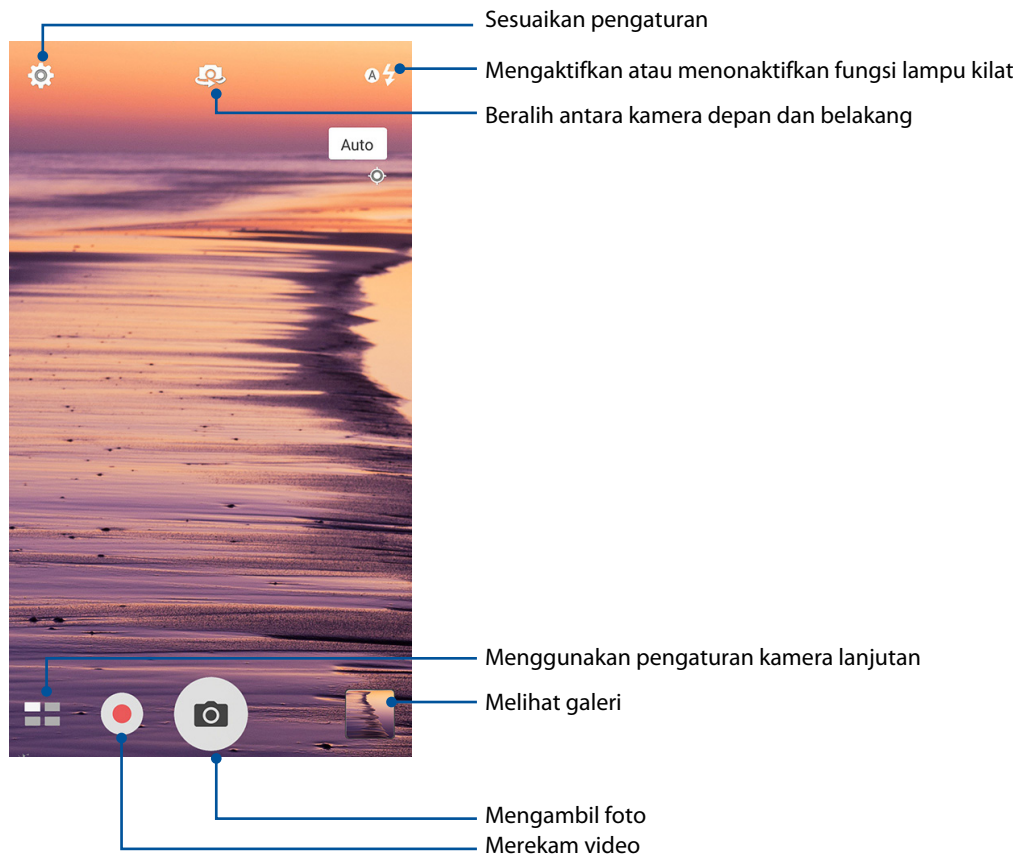 Sesuaikan pengaturan
Mengaktifkan atau menonaktifkan fungsi lampu kilat
A
Beralih antara kamera depan dan belakang
Auto
Menggunakan pengaturan kamera lanjutan
Melihat galeri
Mengambil foto
Merekam video